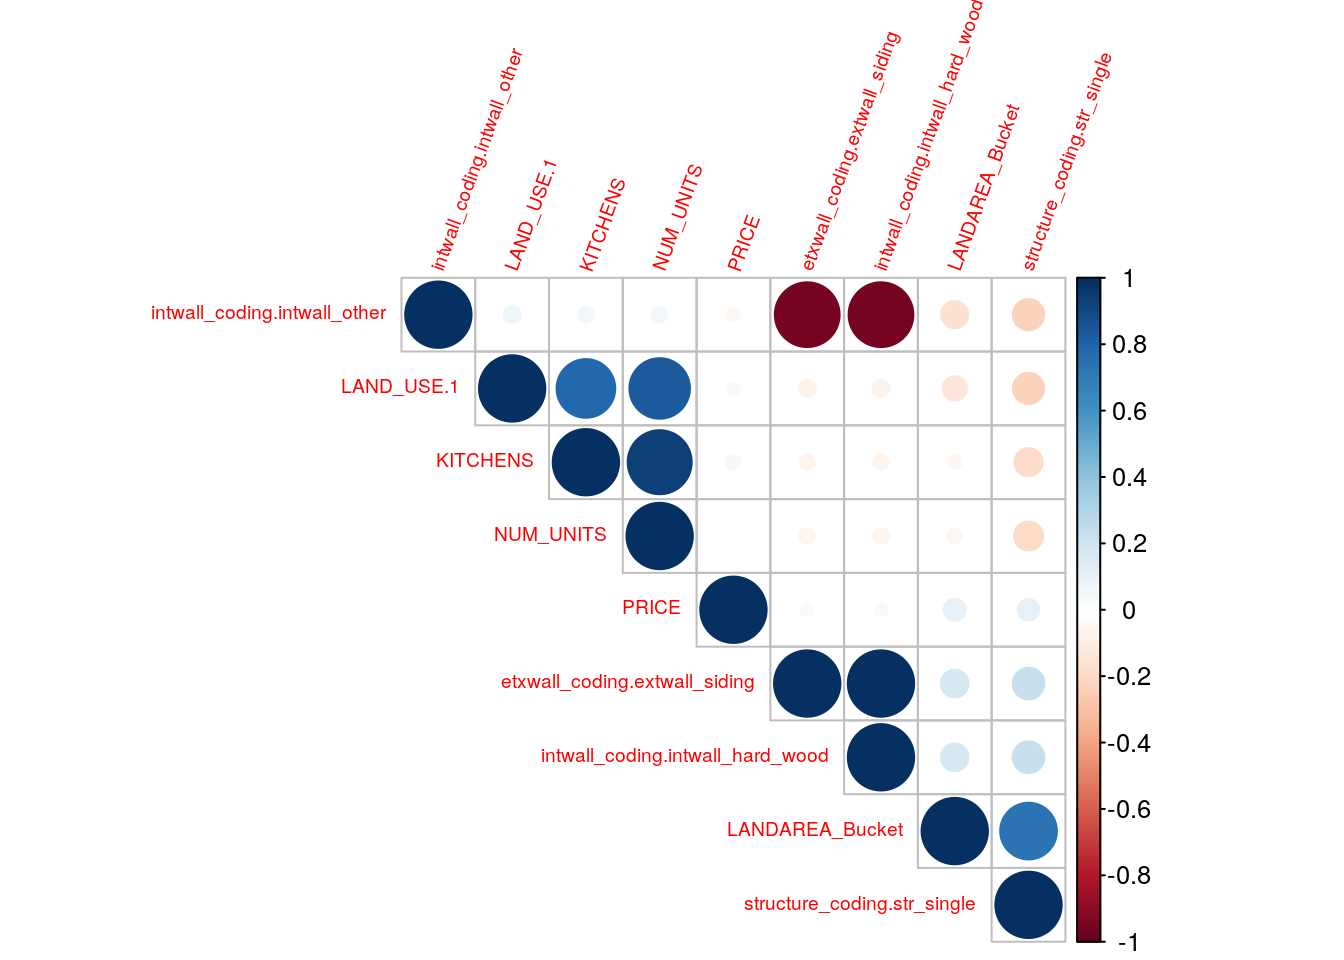 intwall_coding.intwall_other
LAND_USE.1
KITCHENS
NUM_UNITS
PRICE
etxwall_coding.extwall_siding
intwall_coding.intwall_hard_wood
LANDAREA_Bucket
structure_coding.str_single
intwall_coding.intwall_other
LAND_USE.1
KITCHENS
NUM_UNITS
PRICE
etxwall_coding.extwall_siding
intwall_coding.intwall_hard_wood
LANDAREA_Bucket
structure_coding.str_single
1
0.8
0.6
0.4
0.2
0
-0.2
-0.4
-0.6
-0.8
-1